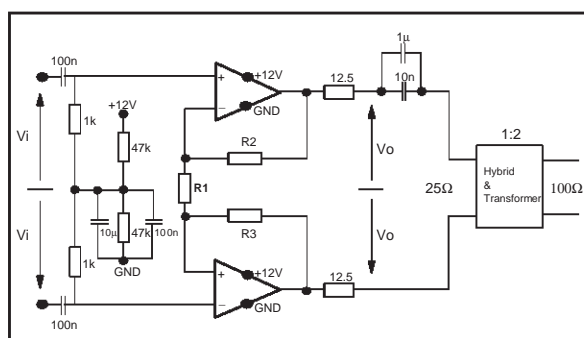 100n
1µ
+12V
12.5
10n
GND
1k
+12V
Vi
47k
R2
Vo
1:2
Hybrid
&
Transformer
25Ω
100Ω
R1
10µ
47k
100n
R3
Vo
Vi
1k
GND
+12V
12.5
GND
100n
+
−
+
−